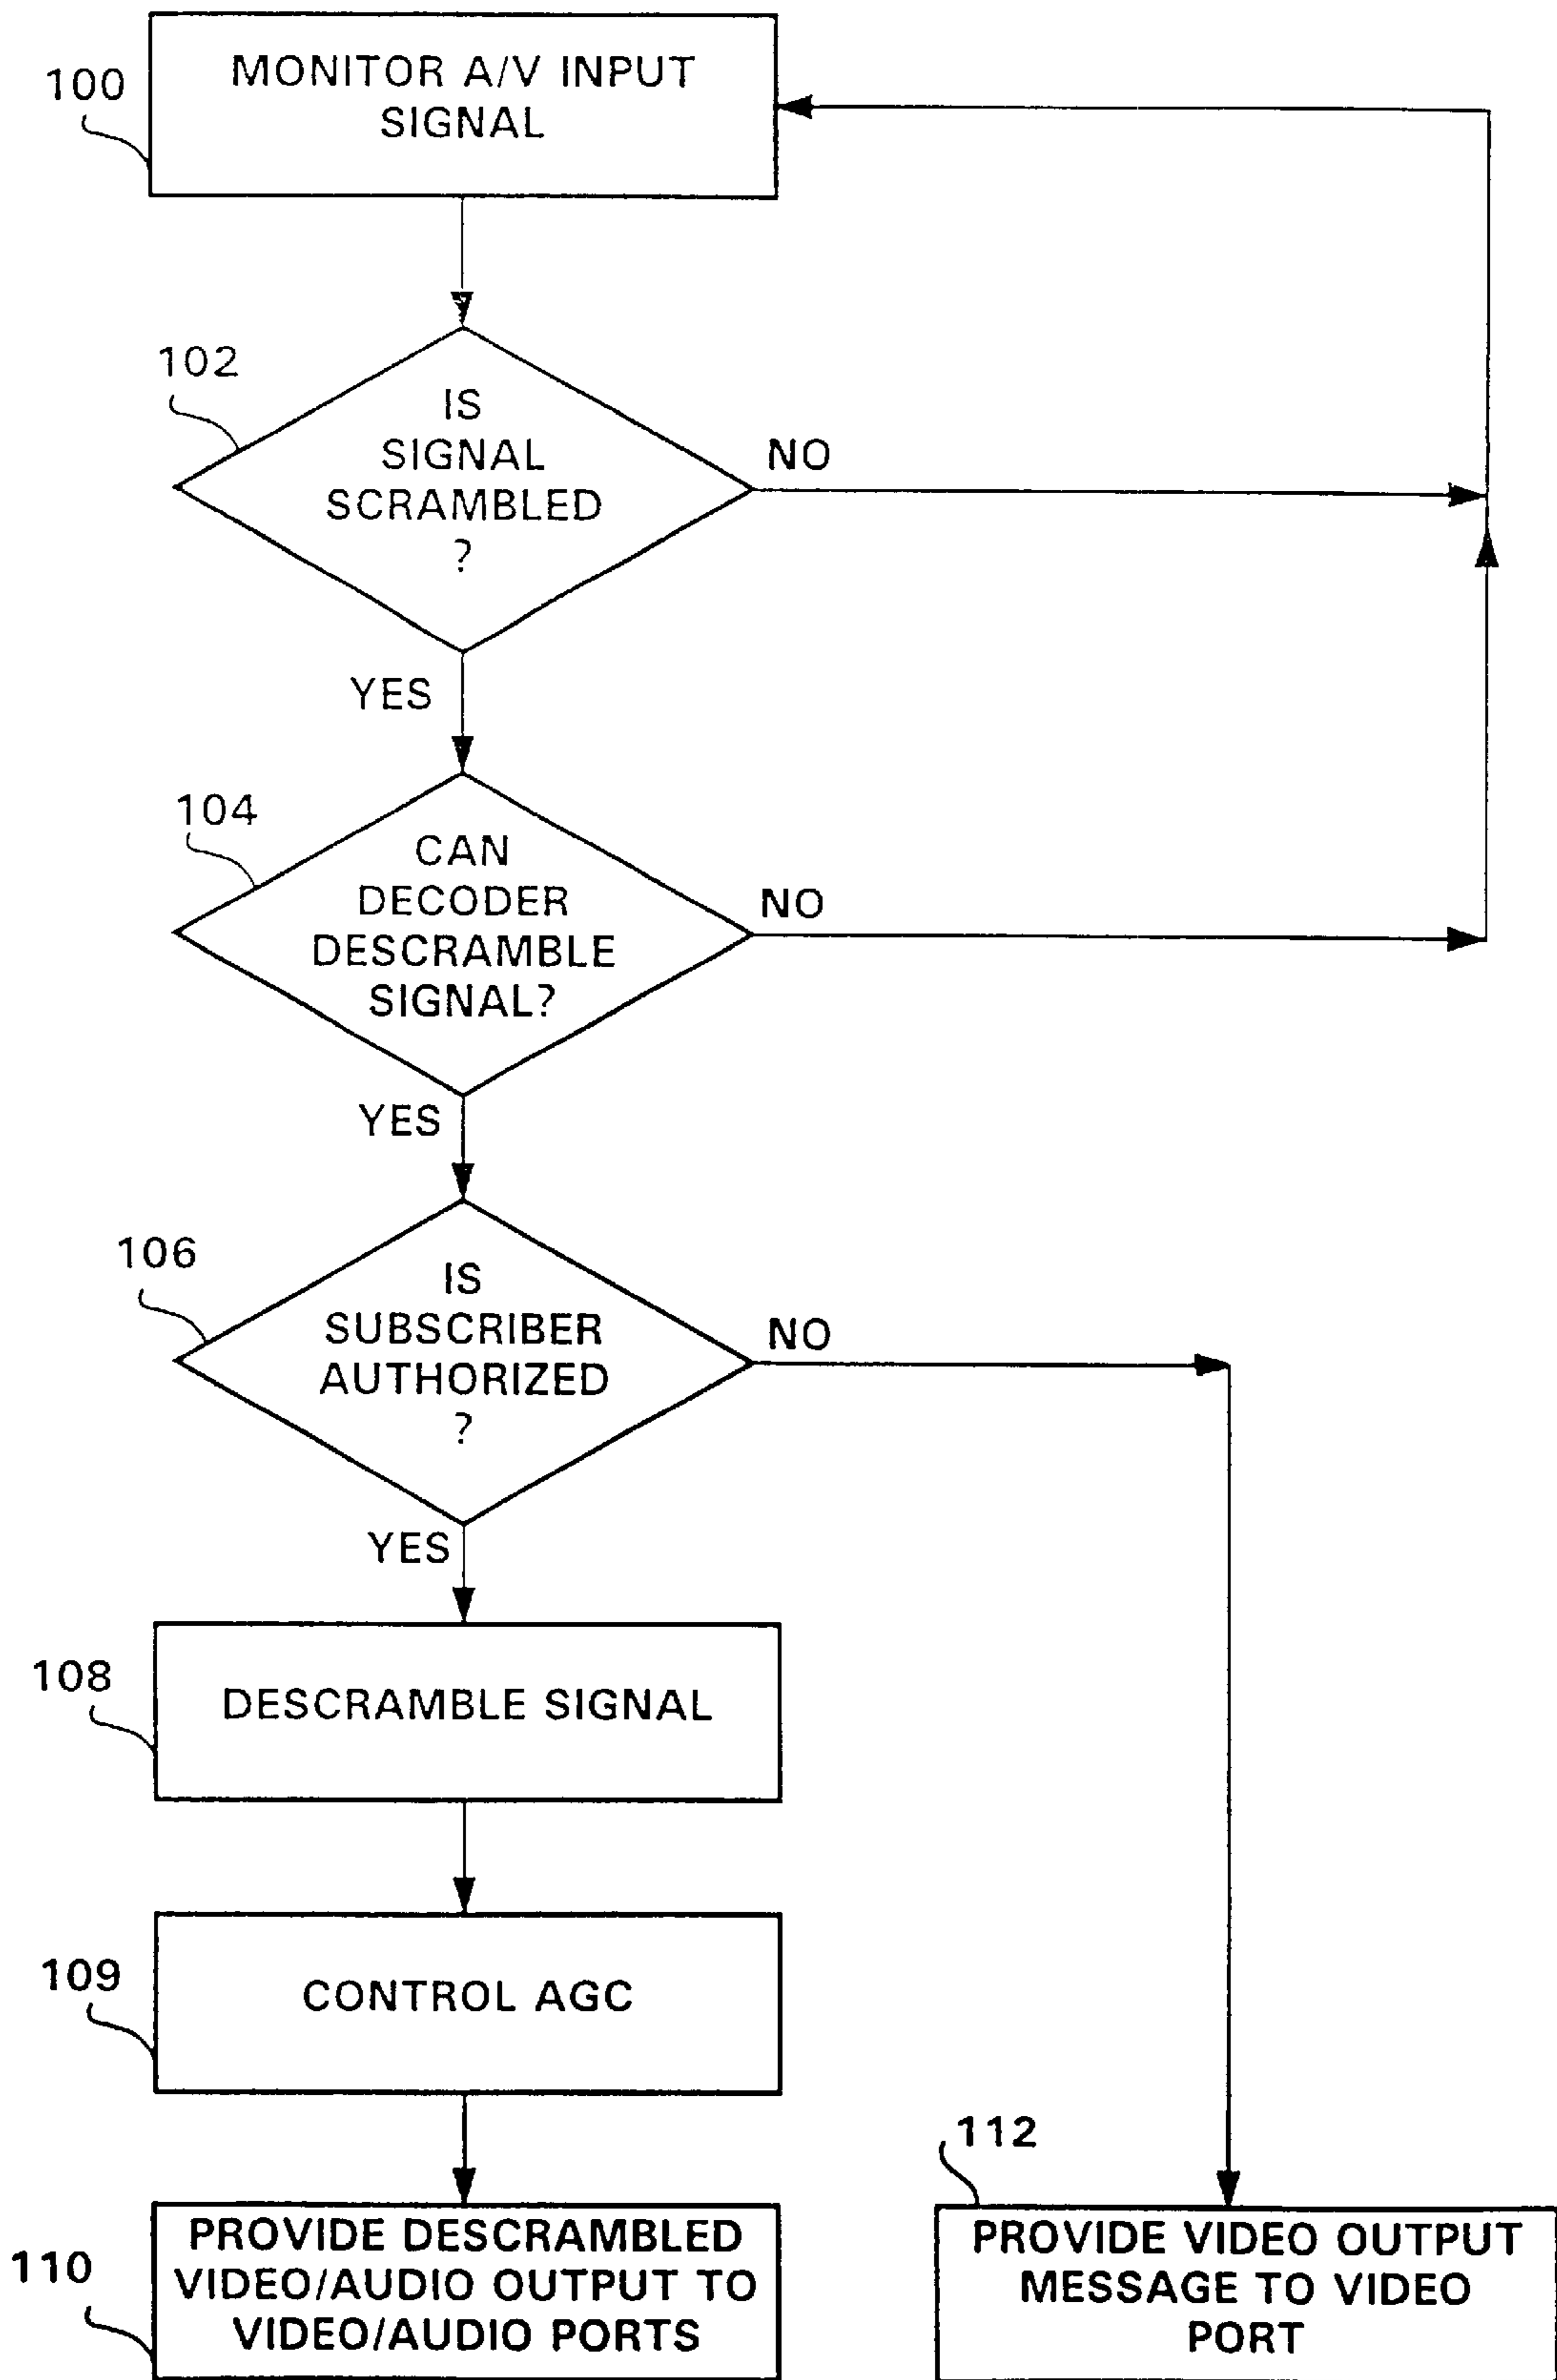 100
MONITOR A/V INPUT
SIGNAL
102
IS
SIGNAL
SCRAMBLED
?
NO
YES
104
CAN
DECODER
DESCRAMBLE
SIGNAL?
NO
YES
106
IS
SUBSCRIBER
AUTHORIZED
?
NO
YES
108
DESCRAMBLE SIGNAL
109
CONTROL AGC
110
PROVIDE DESCRAMBLED
VIDEO/AUDIO OUTPUT TO
VIDEO/AUDIO PORTS
112
PROVIDE VIDEO OUTPUT
MESSAGE TO VIDEO
PORT